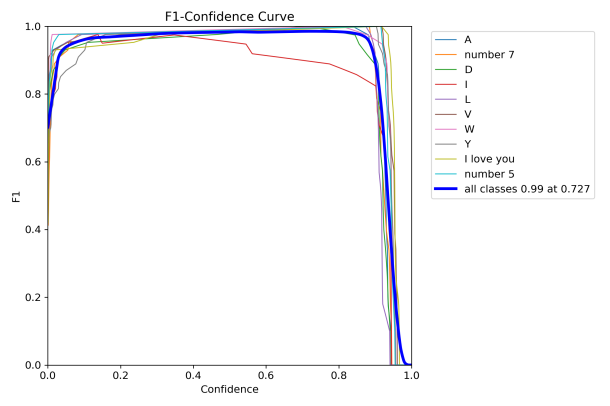 F1-Confidence Curve
1.0
0.8
0.6
0.4
0.2
0.0
F1
0.0 0.2 0.4 0.6 0.8 1.0
Confidence
A
number 7
D
I
L
V
W
Y
I love you
number 5
all classes 0.99 at 0.727